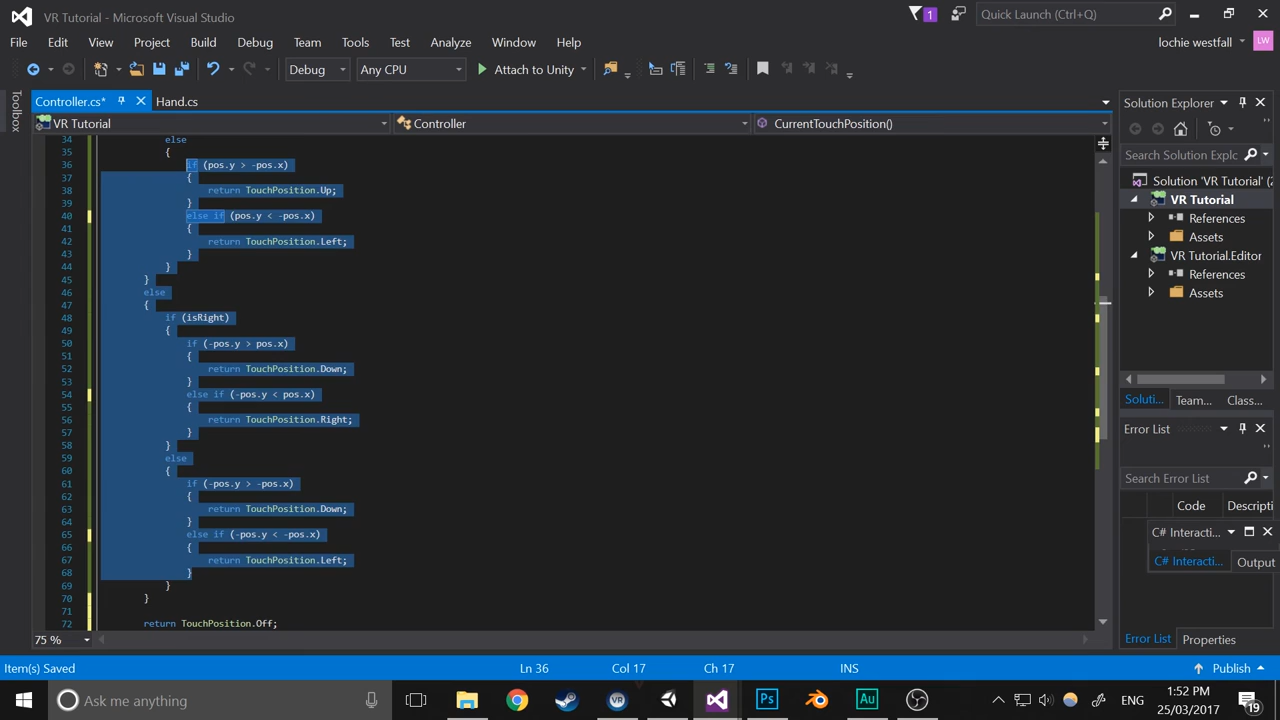 VR Tutorial - Microsoft Visual Studio
1
Quick Launch (Ctrl+Q)
File Edit View Project Build Debug Team Tools Test Analyze Window Help
lochie westfall
LW
Debug Any CPU Attach to Unity
Toolbox
Controller.cs* Hand.cs
VR Tutorial Controller CurrentTouchPosition()
34 else
35 {
36 if (pos.y > -pos.x)
37 {
38 return TouchPosition.Up;
39 }
40 else if (pos.y < -pos.x)
41 {
42 return TouchPosition.Left;
43 }
44 }
45 }
46 else
47 {
48 if (isRight)
49 {
50 if (-pos.y > pos.x)
51 {
52 return TouchPosition.Down;
53 }
54 else if (-pos.y < pos.x)
55 {
56 return TouchPosition.Right;
57 }
58 }
59 else
60 {
61 if (-pos.y > -pos.x)
62 {
63 return TouchPosition.Down;
64 }
65 else if (-pos.y < -pos.x)
66 {
67 return TouchPosition.Left;
68 }
69 }
70 }
71
72 return TouchPosition.Off;
75 %
Solution Explorer
Search Solution Explc
Solution 'VR Tutorial' (2
VR Tutorial
References
Assets
VR Tutorial.Editor
References
Assets
Soluti... Team... Class...
Error List
Search Error List
Code Descripti
C# Interac...
C# Interacti... Output
Error List Properties
Item(s) Saved Ln 36 Col 17 Ch 17 INS Publish
Ask me anything
Ps
Au
ENG
1:52 PM
25/03/2017
19